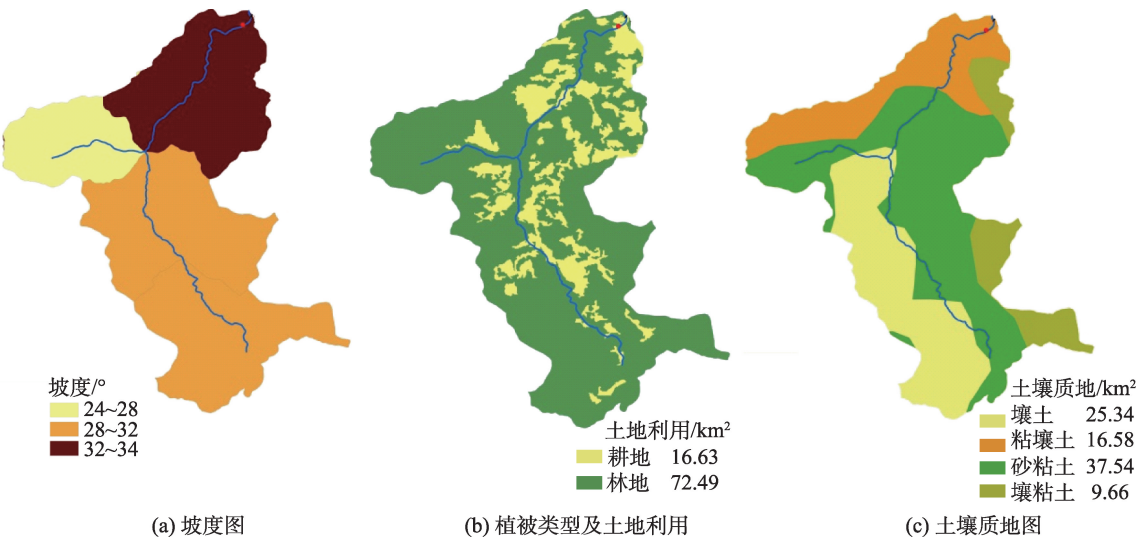 坡度/°
24~28
28~32
32~34
(a) 坡度图
土地利用/km²
耕地 16.63
林地 72.49
(b) 植被类型及土地利用
土壤质地/km²
壤土 25.34
粘壤土 16.58
砂粘土 37.54
壤粘土 9.66
(c) 土壤质地图